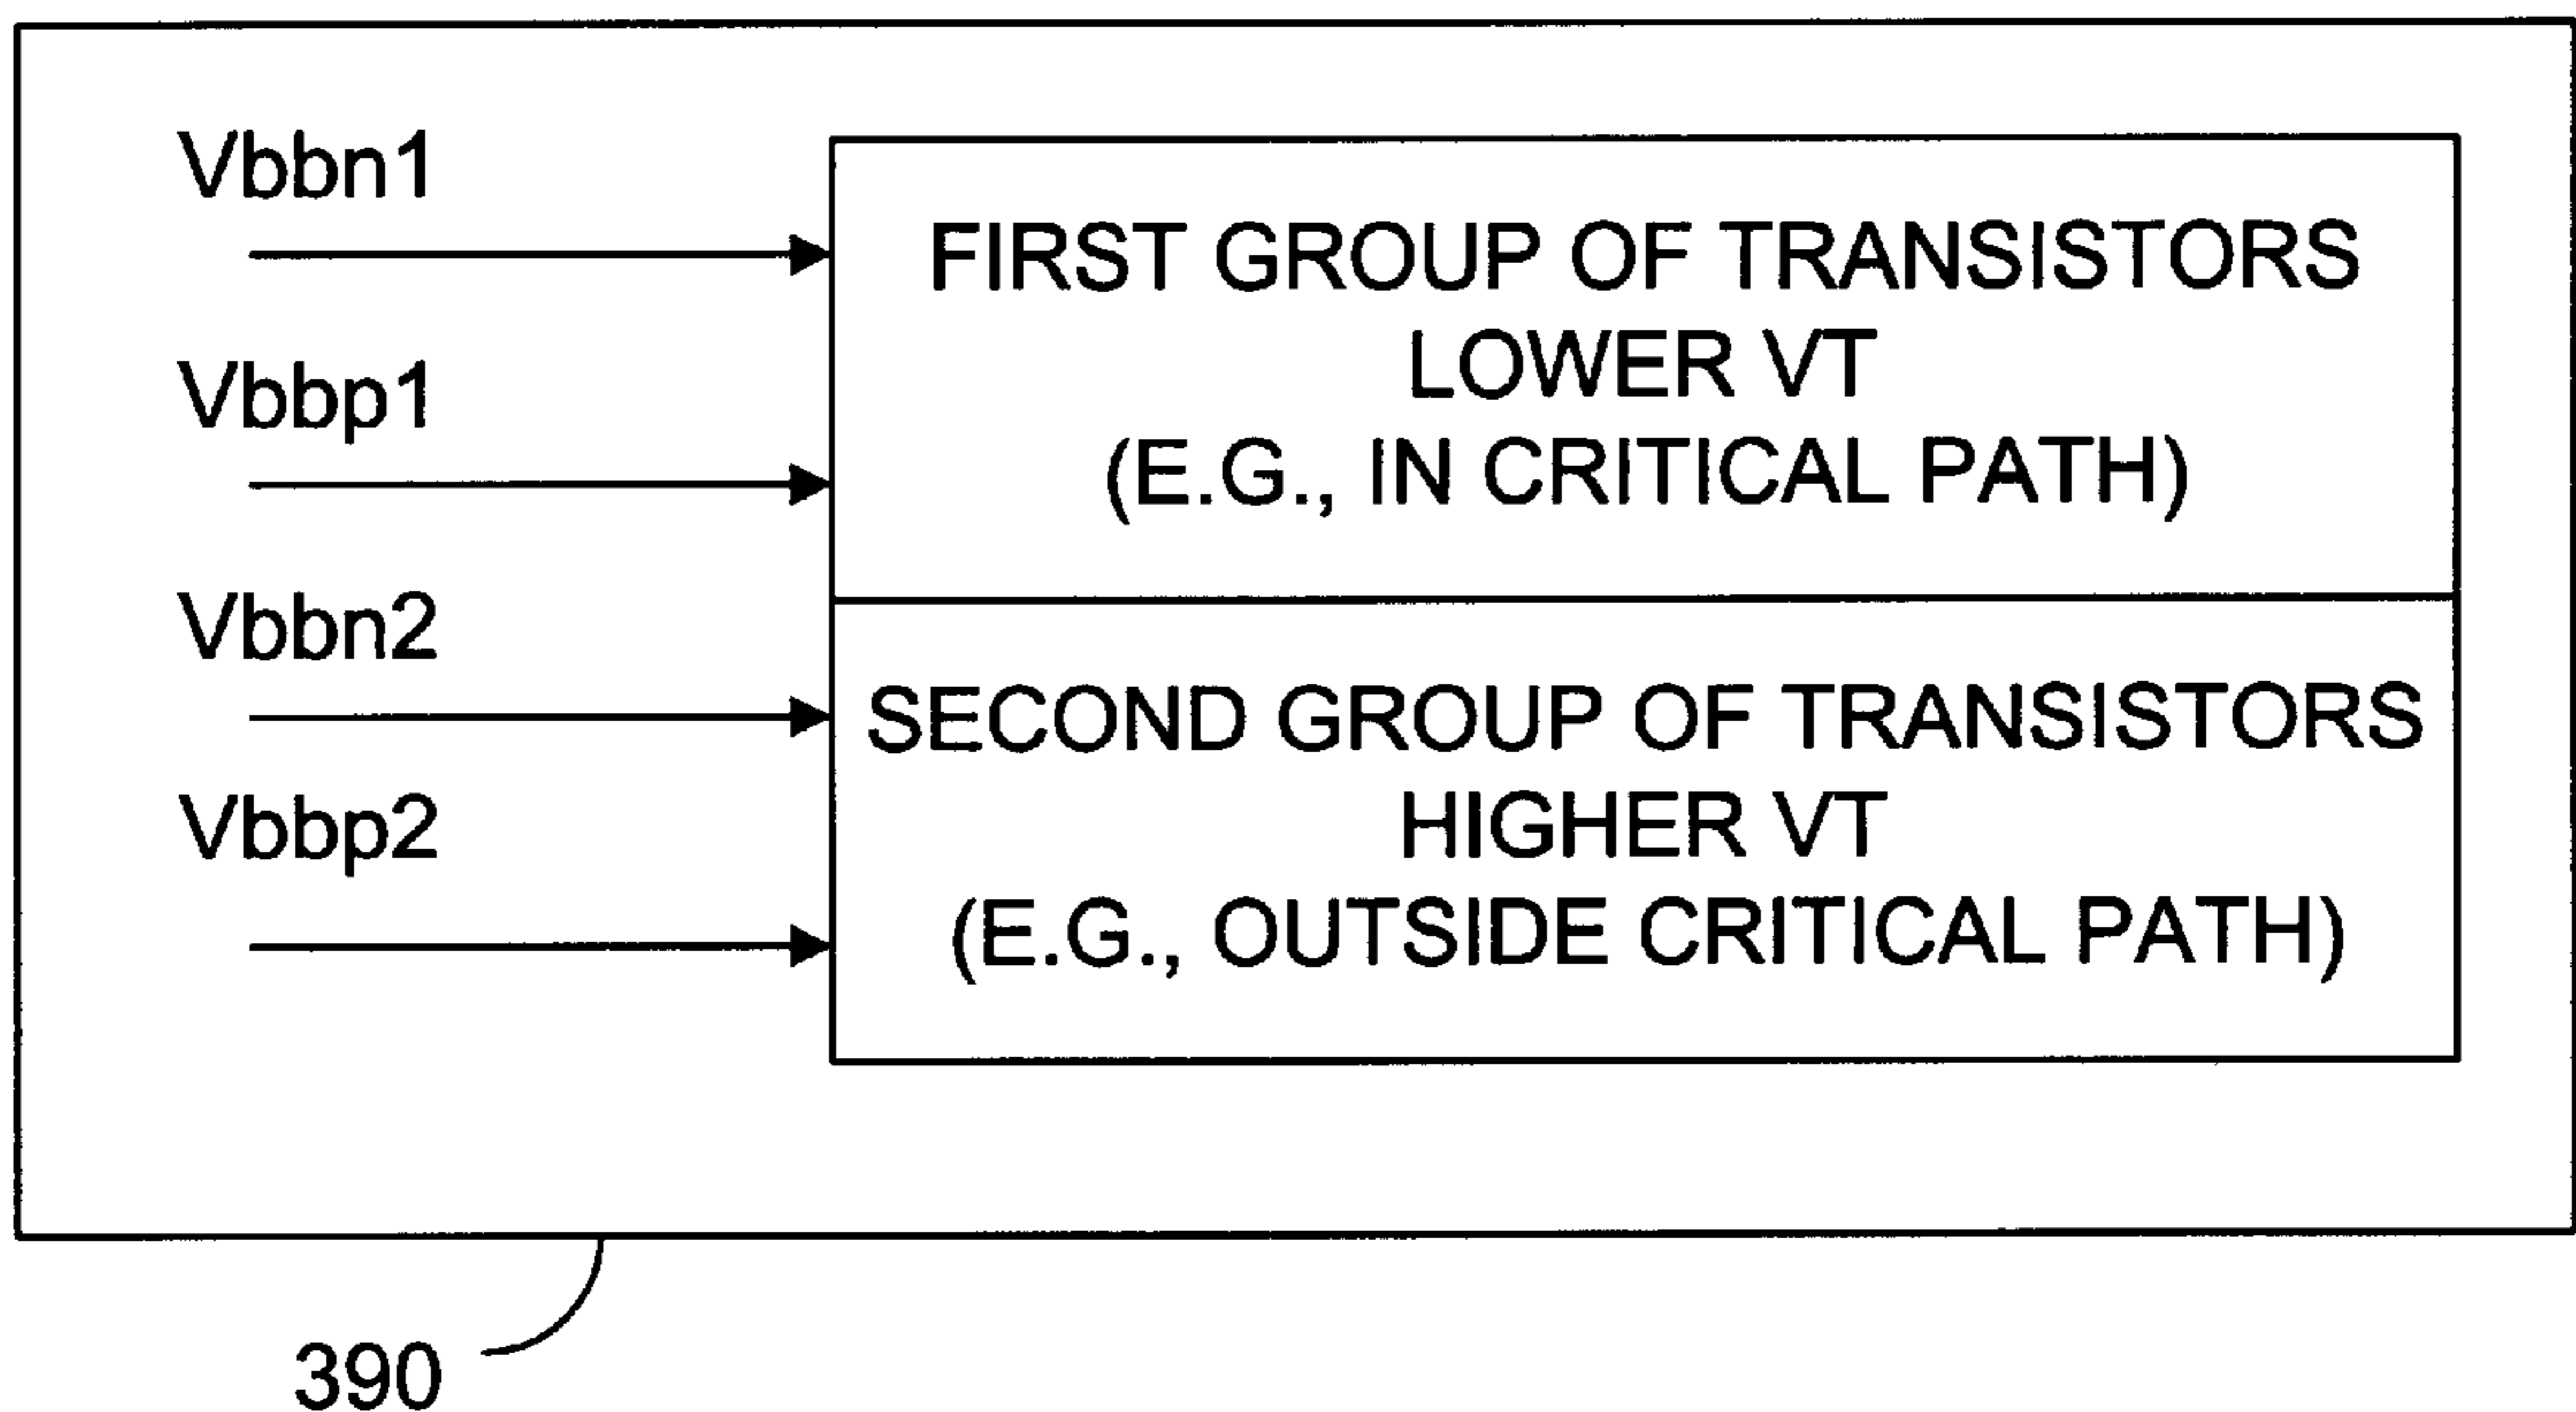 Vbbn1
FIRST GROUP OF TRANSISTORS
LOWER VT
Vbbp1
(E.G., IN CRITICAL PATH)
Vbbn2
SECOND GROUP OF TRANSISTORS
HIGHER VT
Vbbp2
(E.G., OUTSIDE CRITICAL PATH)
390